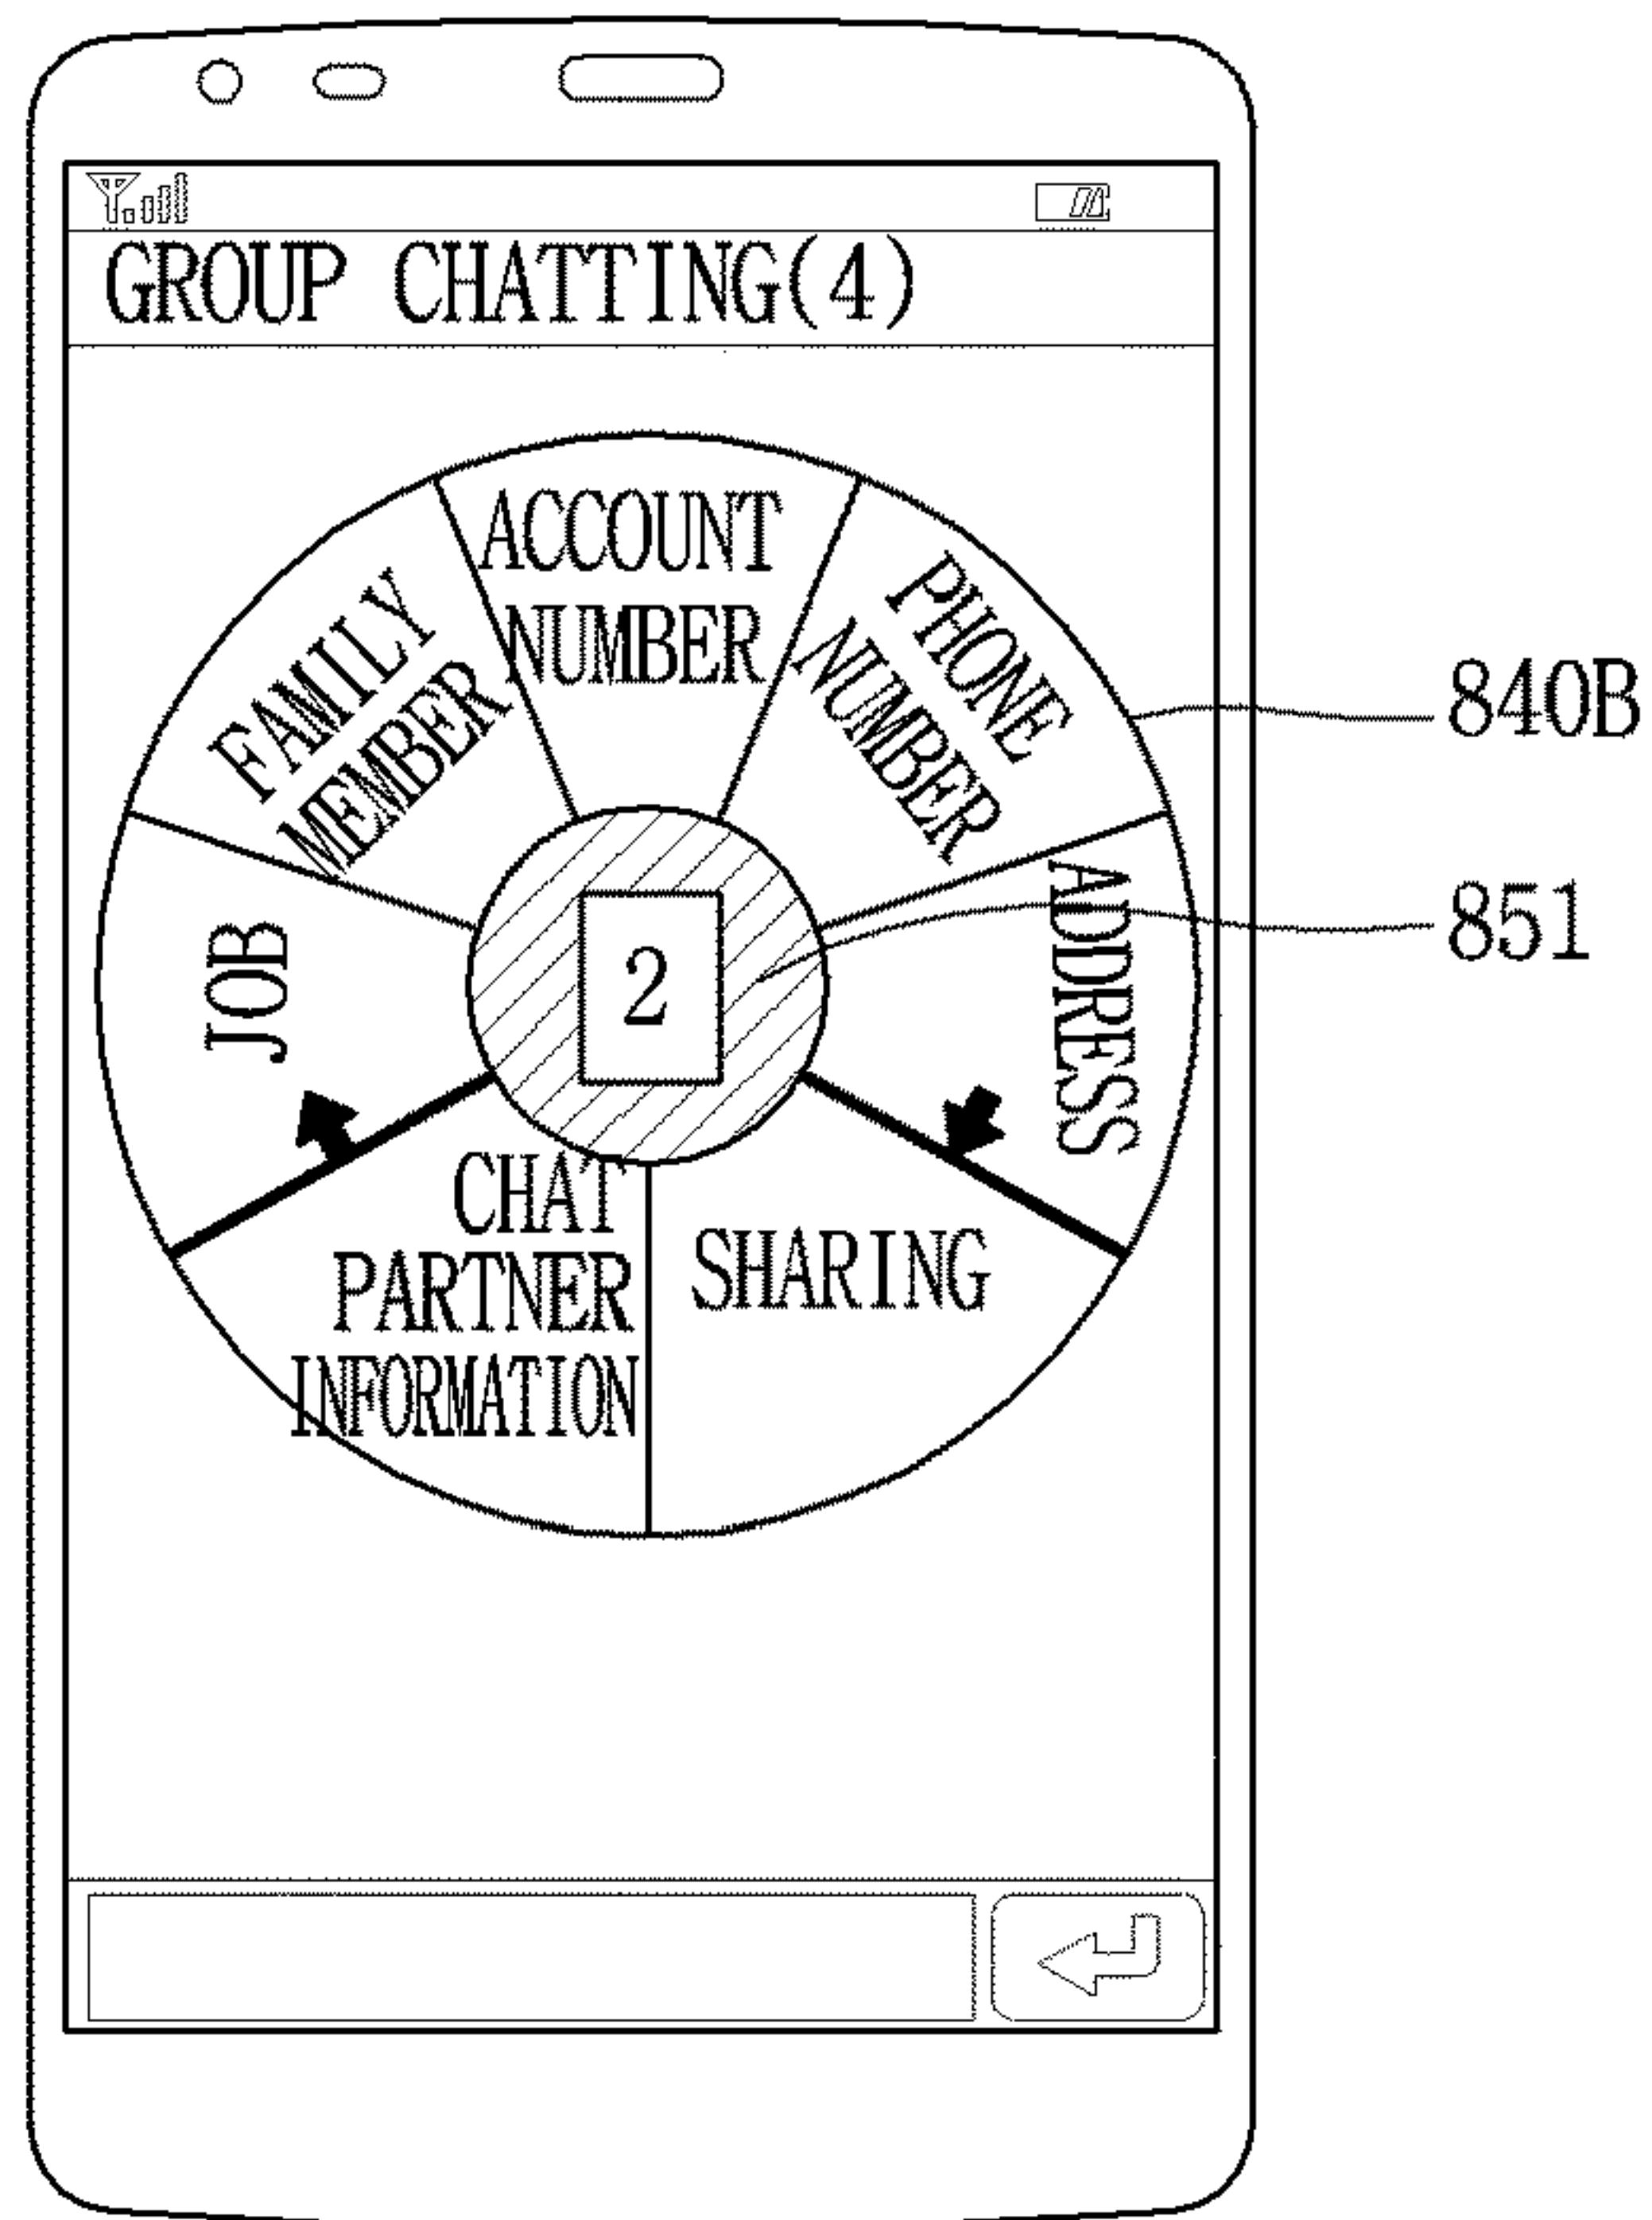 GROUP CHATTING(4)
ACCOUNT
NUMBER
PHONE
NUMBER
FAMILY
MEMBER
840B
ADDRESS
851
JOB
2
CHAT
PARTNER
INFORMATION
SHARING